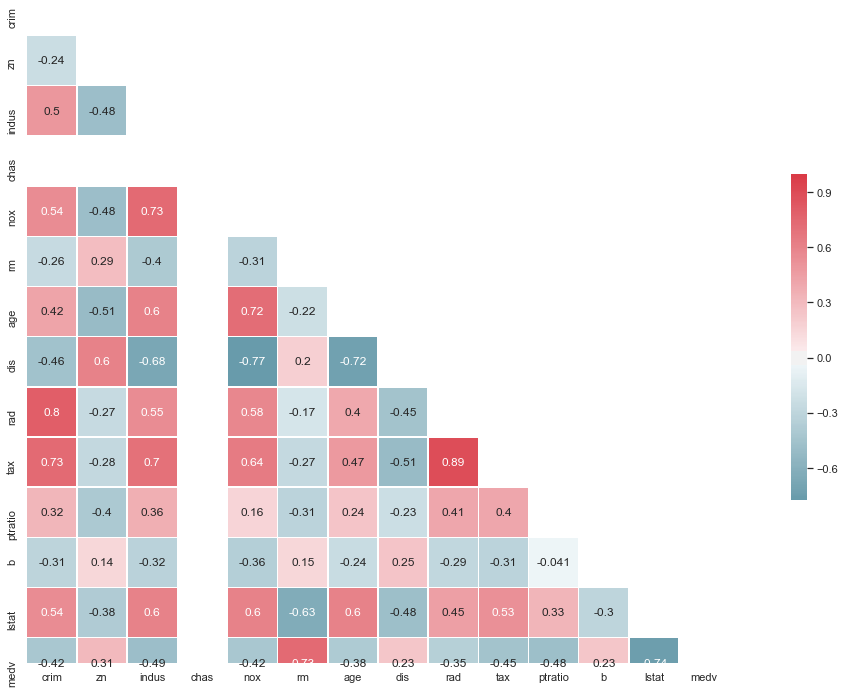 crim
zn -0.24
indus 0.5 -0.48
chas
nox 0.54 -0.48 0.73
rm -0.26 0.29 -0.4 -0.31
age 0.42 -0.51 0.6 0.72 -0.22
dis -0.46 0.6 -0.68 -0.77 0.2 -0.72
rad 0.8 -0.27 0.55 0.58 -0.17 0.4 -0.45
tax 0.73 -0.28 0.7 0.64 -0.27 0.47 -0.51 0.89
ptratio 0.32 -0.4 0.36 0.16 -0.31 0.24 -0.23 0.41 0.4
b -0.31 0.14 -0.32 -0.36 0.15 -0.24 0.25 -0.29 -0.31 -0.041
lstat 0.54 -0.38 0.6 0.6 -0.63 0.6 -0.48 0.45 0.53 0.33 -0.3
medv -0.42 0.31 -0.49 -0.42 0.73 -0.38 0.23 -0.35 -0.45 -0.48 0.23 -0.74
crim zn indus chas nox rm age dis rad tax ptratio b lstat medv
0.9
0.6
0.3
0.0
-0.3
-0.6